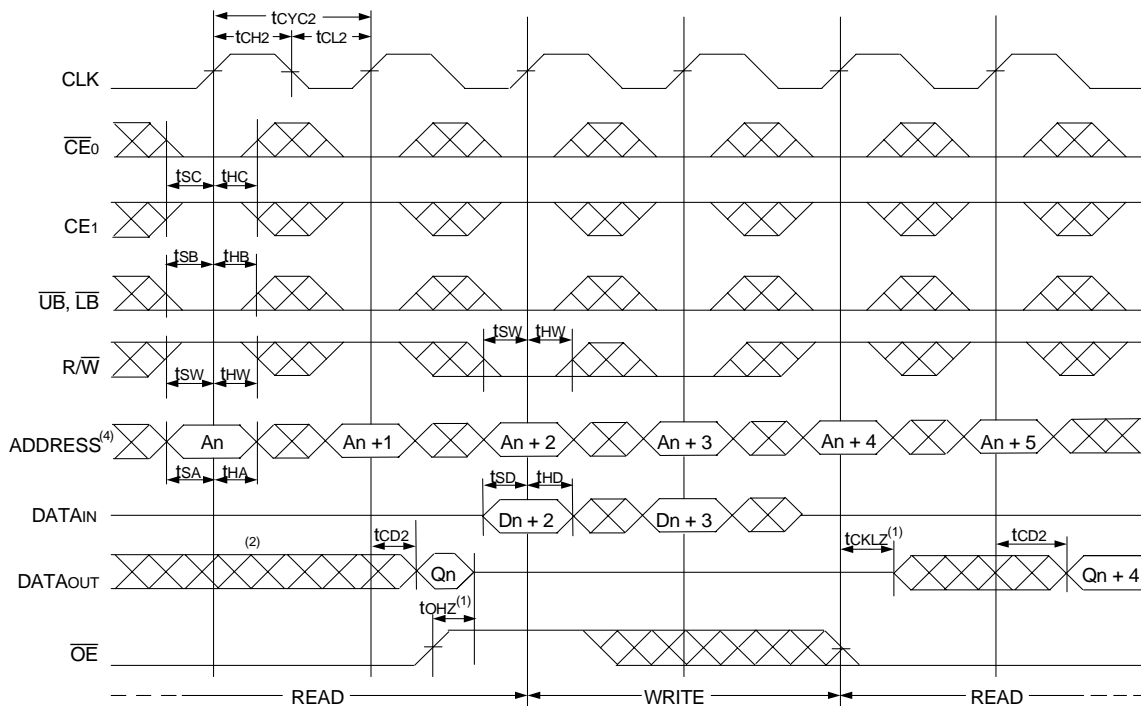 tCYC2
tCH2 tCL2
CLK
CE0
tSC tHC
CE1
tSB tHB
UB, LB
tSW tHW
R/W
tSW tHW
ADDRESS(4) An An +1 An + 2 An + 3 An + 4 An + 5
tSA tHA
tSD tHD
DATAIN Dn + 2 Dn + 3
(2) tCD2 tCKLZ(1) tCD2
DATAOUT Qn Qn + 4
tOHZ(1)
OE
READ WRITE READ